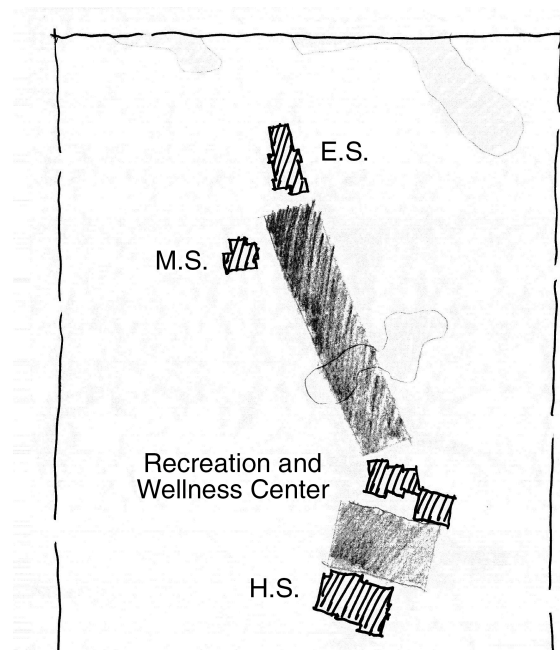 E.S.
M.S.
Recreation and
Wellness Center
H.S.